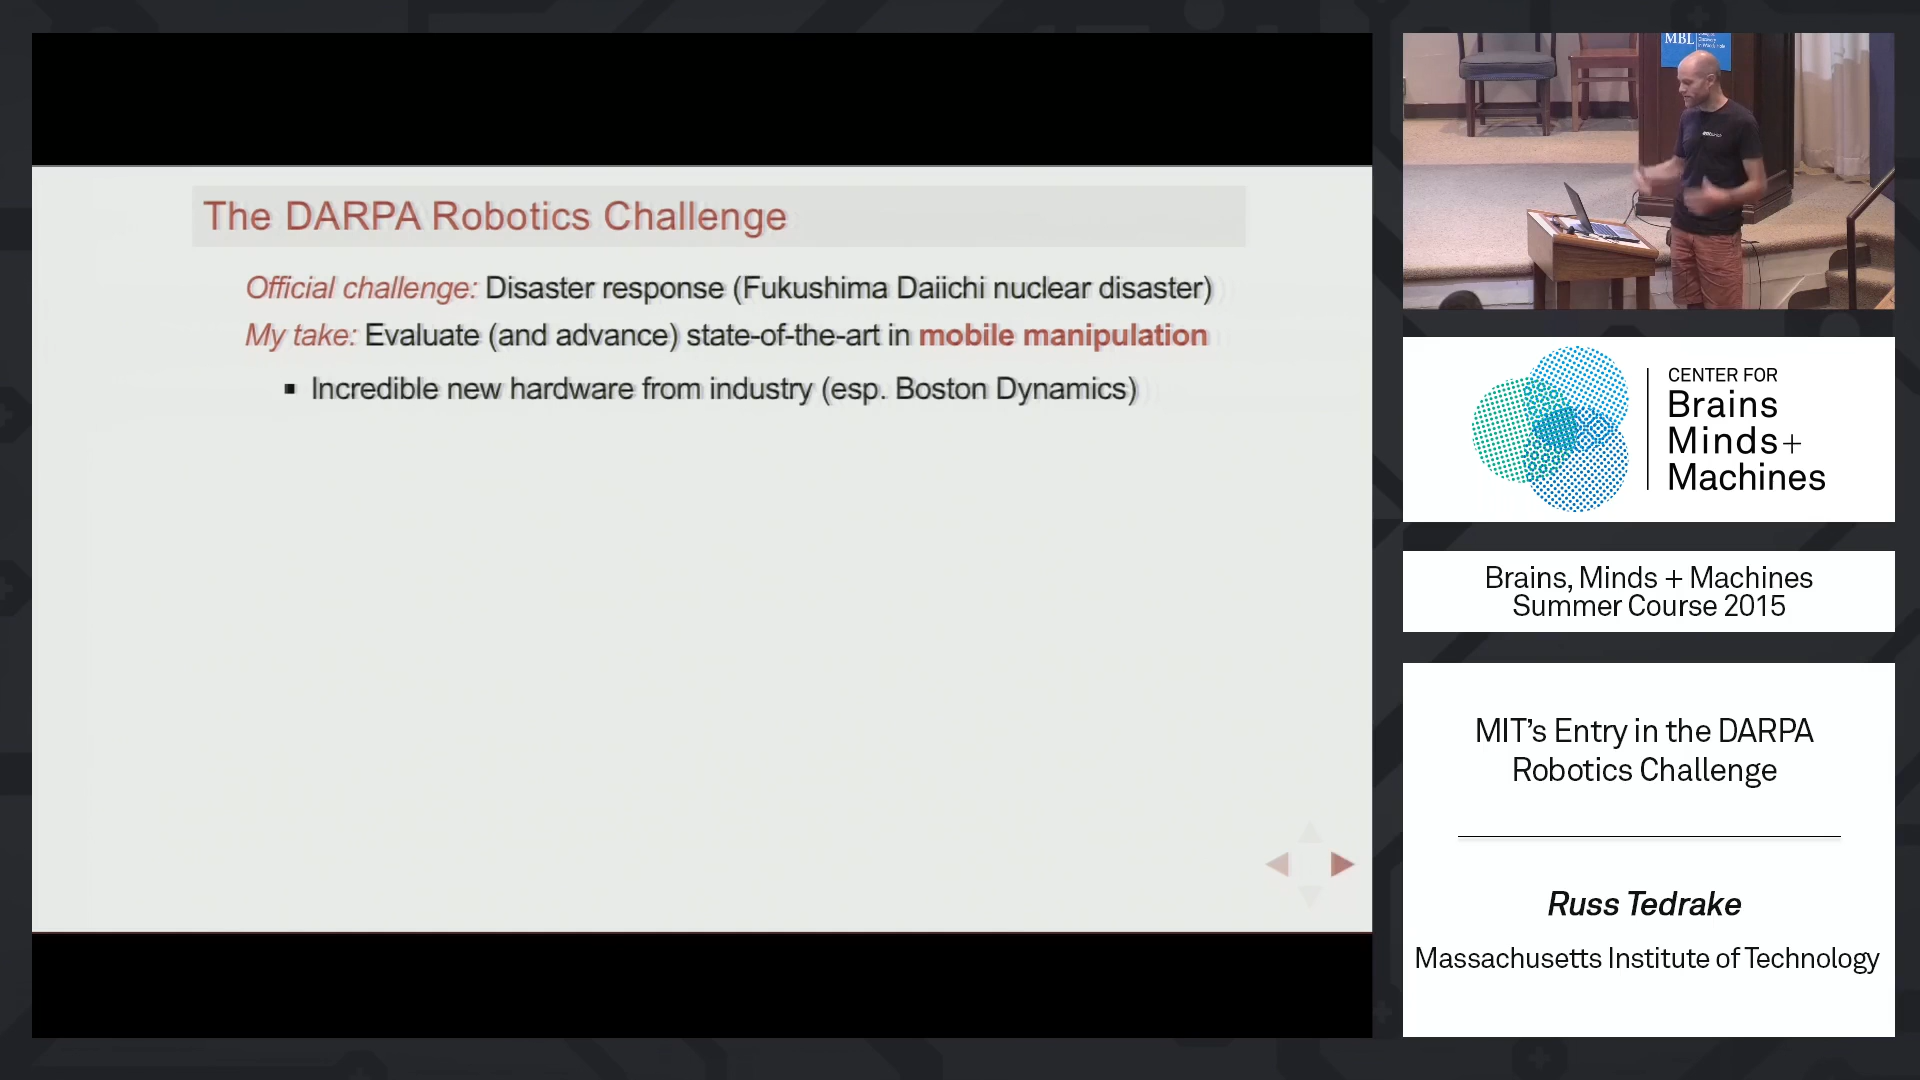 The DARPA Robotics Challenge
Official challenge: Disaster response (Fukushima Daiichi nuclear disaster)
My take: Evaluate (and advance) state-of-the-art in mobile manipulation
▪ Incredible new hardware from industry (esp. Boston Dynamics)
MBL
CENTER FOR
Brains
Minds+
Machines
Brains, Minds + Machines
Summer Course 2015
MIT’s Entry in the DARPA
Robotics Challenge
Russ Tedrake
Massachusetts Institute of Technology